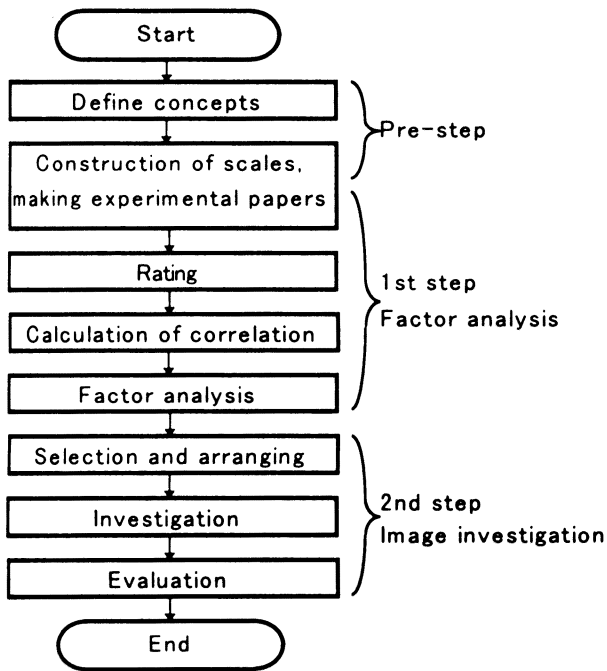 Start
Define concepts
Pre-step
Construction of scales,
making experimental papers
Rating
1st step
Factor analysis
Calculation of correlation
Factor analysis
Selection and arranging
2nd step
Investigation
Image investigation
Evaluation
End